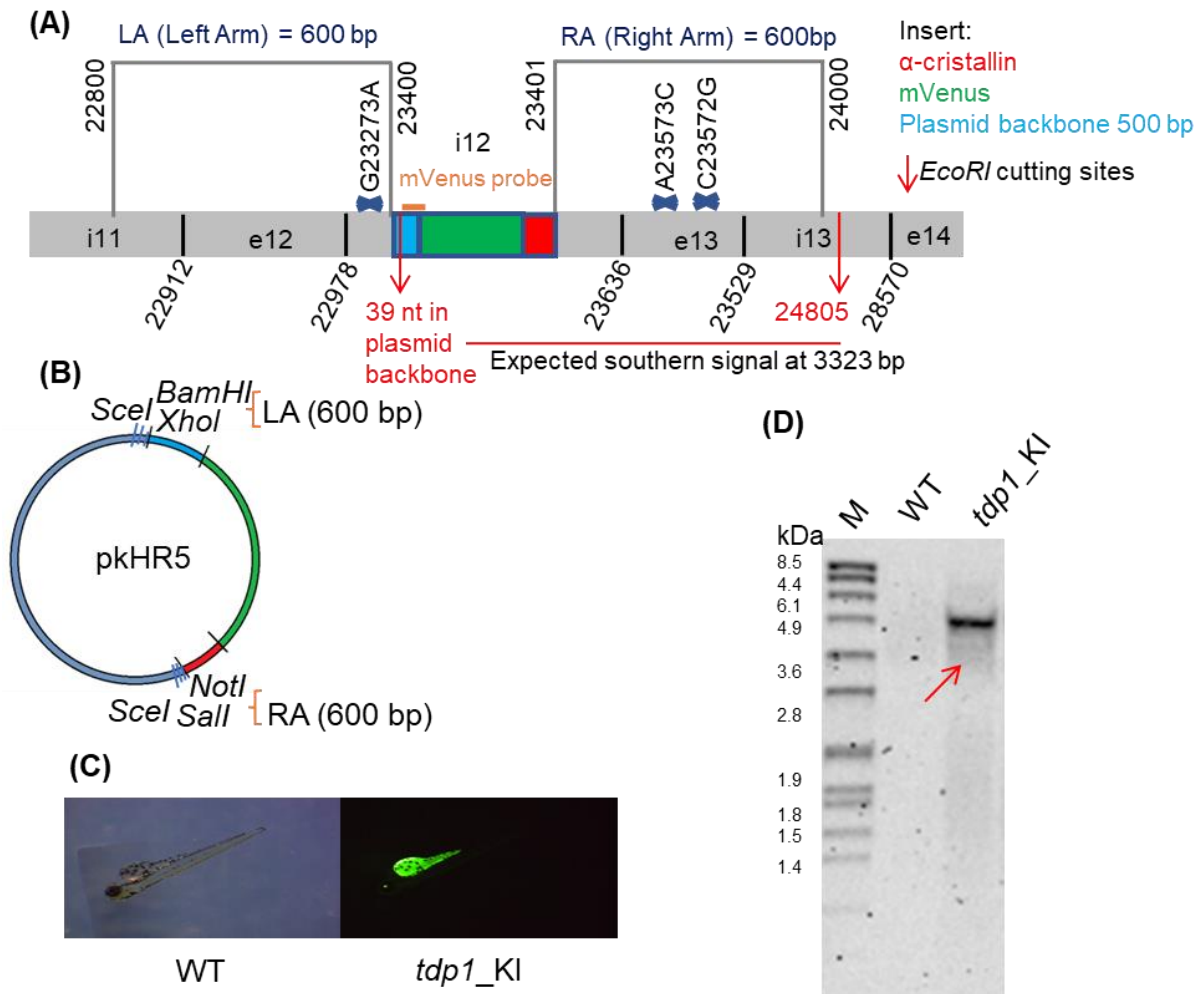 (A)
LA (Left Arm) = 600 bp
RA (Right Arm) = 600bp
Insert:
α-cristallin
mVenus
Plasmid backbone 500 bp
EcoRI cutting sites
22800
G23273A
23400
i12
mVenus probe
23401
A23573C
C23572G
24000
i11
e12
e13
i13
e14
22912
22978
39 nt in
plasmid
backbone
23636
23529
24805
28570
Expected southern signal at 3323 bp
(B)
SceI
BamHI
XhoI
LA (600 bp)
pkHR5
NotI
SceI
SalI
RA (600 bp)
(C)
WT
tdp1_KI
(D)
M
WT
tdp1_KI
kDa
8.5
4.4
6.1
4.9
3.6
2.8
1.9
1.8
1.5
1.4